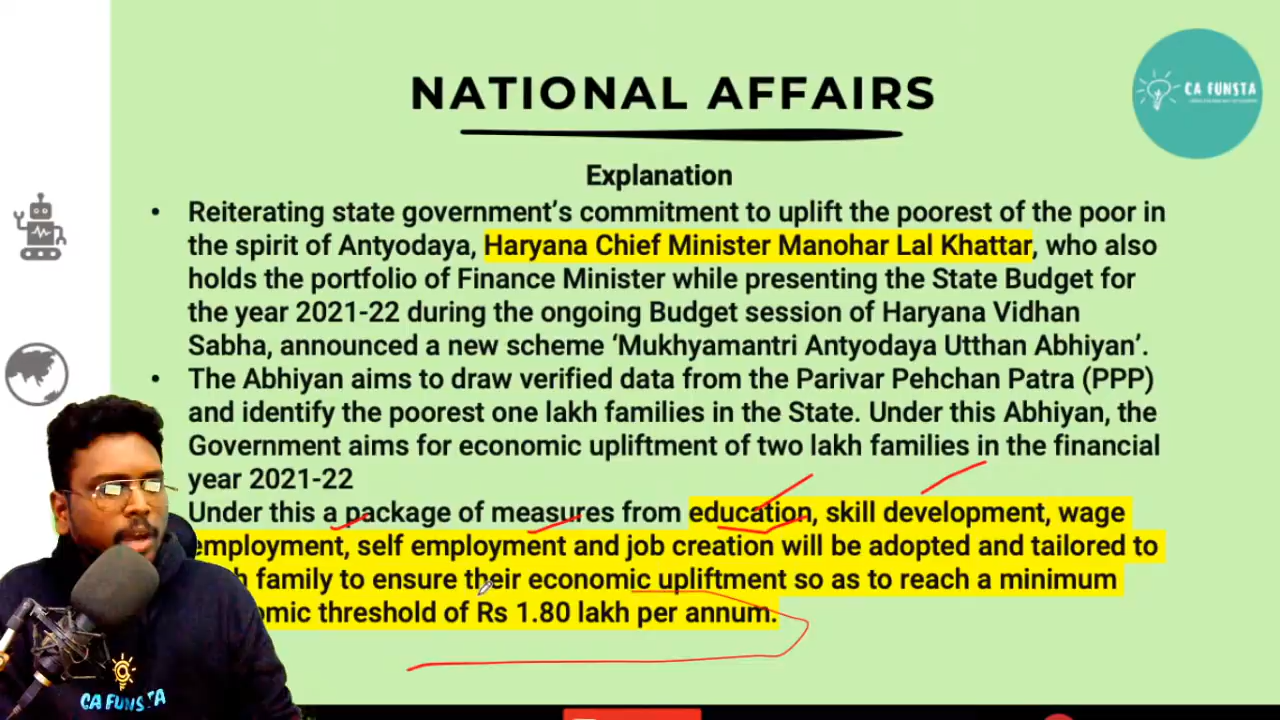 NATIONAL AFFAIRS
CA FUNSTA
Explanation
• Reiterating state government's commitment to uplift the poorest of the poor in
the spirit of Antyodaya, Haryana Chief Minister Manohar Lal Khattar, who also
holds the portfolio of Finance Minister while presenting the State Budget for
the year 2021-22 during the ongoing Budget session of Haryana Vidhan
Sabha, announced a new scheme ‘Mukhyamantri Antyodaya Utthan Abhiyan’.
• The Abhiyan aims to draw verified data from the Parivar Pehchan Patra (PPP)
and identify the poorest one lakh families in the State. Under this Abhiyan, the
Government aims for economic upliftment of two lakh families in the financial
year 2021-22
Under this a package of measures from education, skill development, wage
employment, self employment and job creation will be adopted and tailored to
family to ensure their economic upliftment so as to reach a minimum
threshold of Rs 1.80 lakh per annum.
CA FUNSTA